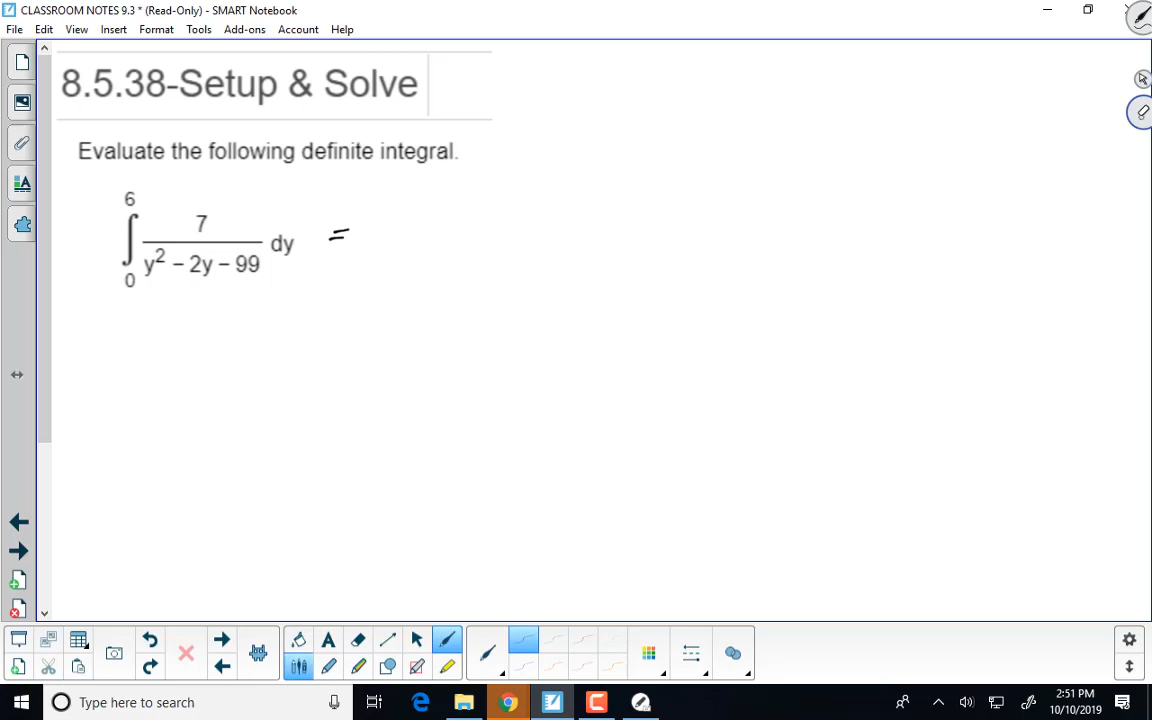 CLASSROOM NOTES 9.3 * (Read-Only) - SMART Notebook
File Edit View Insert Format Tools Add-ons Account Help
8.5.38-Setup & Solve
Evaluate the following definite integral.
6
∫ 7 / (y² − 2y − 99) dy =
0
A
Type here to search
2:51 PM
10/10/2019